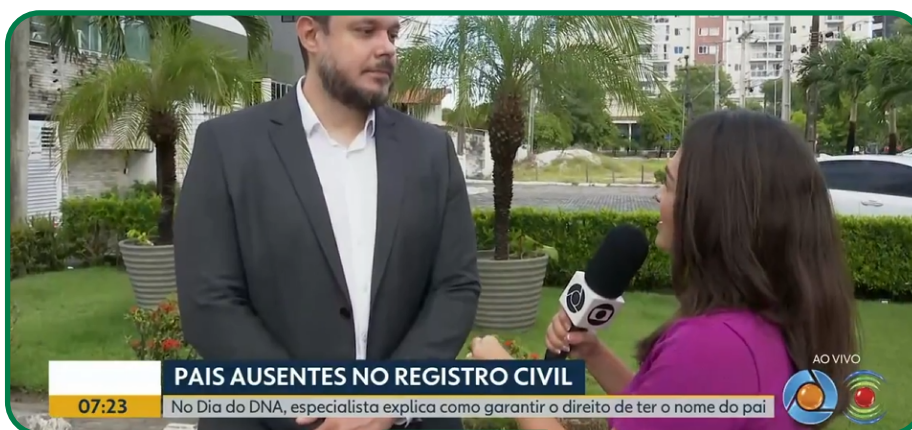 AO VIVO
PAIS AUSENTES NO REGISTRO CIVIL
07:23
No Dia do DNA, especialista explica como garantir o direito de ter o nome do pai